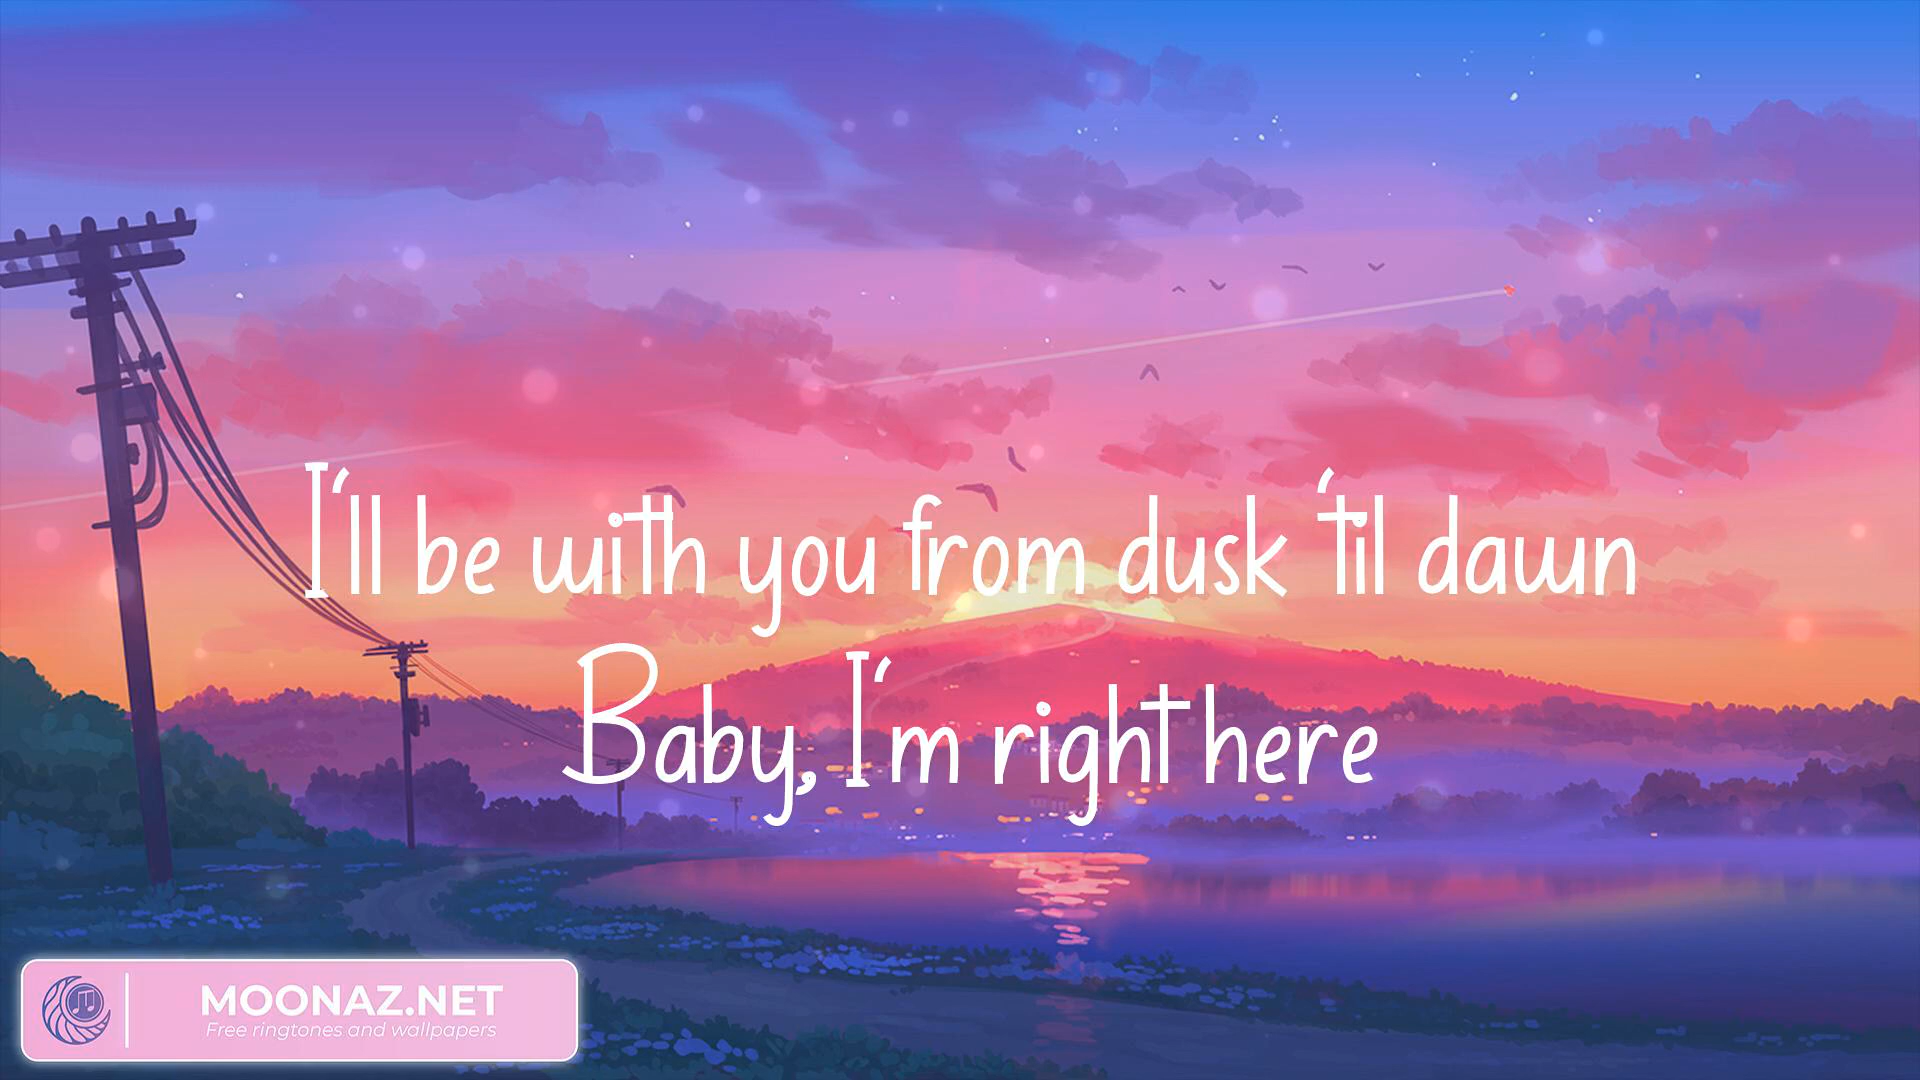 I'll be with you from dusk 'til dawn
Baby, I'm right here
MOONAZ.NET
Free ringtones and wallpapers